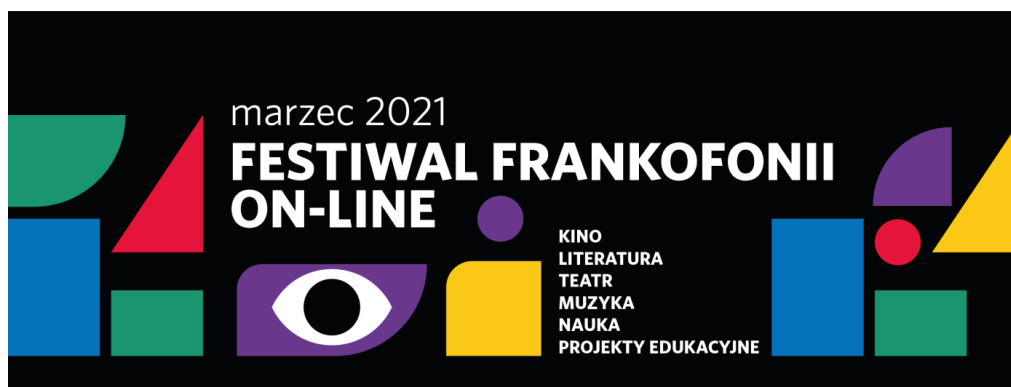 marzec 2021
FESTIWAL FRANKOFONII
ON-LINE
KINO
LITERATURA
TEATR
MUZYKA
NAUKA
PROJEKTY EDUKACYJNE